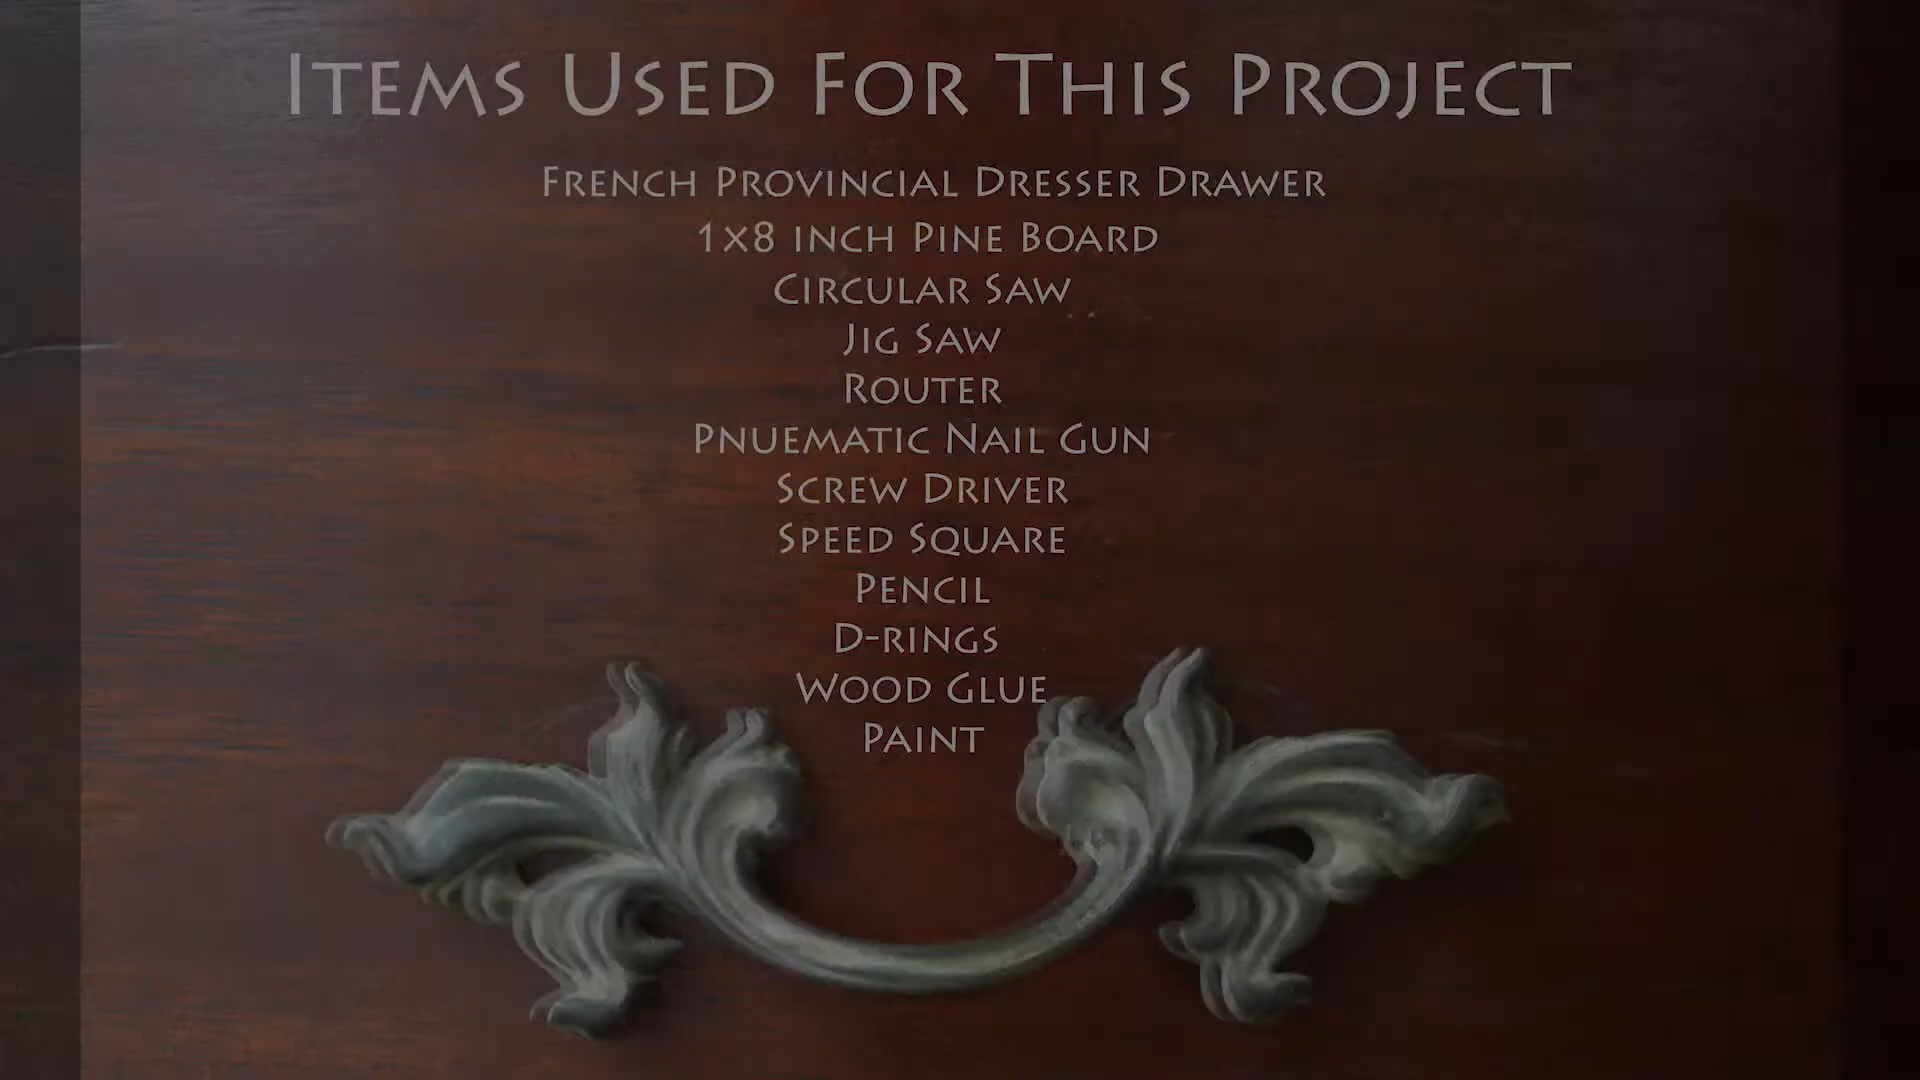 Items Used For This Project
French Provincial Dresser Drawer
1x8 inch Pine Board
Circular Saw
Jig Saw
Router
Pnuematic Nail Gun
Screw Driver
Speed Square
Pencil
D-rings
Wood Glue
Paint